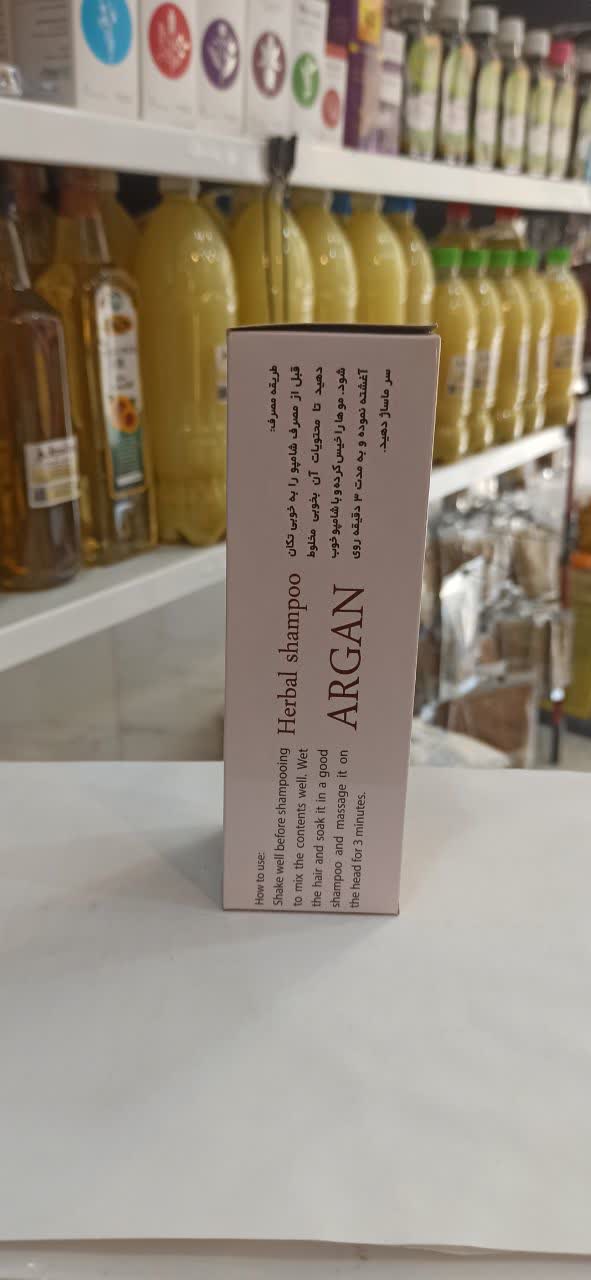 How to use:
Shake well before shampooing
to mix the contents well. Wet
the hair and soak it in a good
shampoo and massage it on
the head for 3 minutes.
Herbal shampoo
ARGAN
طریقه مصرف:
قبل از مصرف شامپو را به خوبی تکان
دهید تا محتویات آن بخوبی مخلوط
شود. موها را خیس کرده و با شامپو خوب
آغشته نموده و به مدت ۳ دقیقه روی
سر ماساژ دهید.